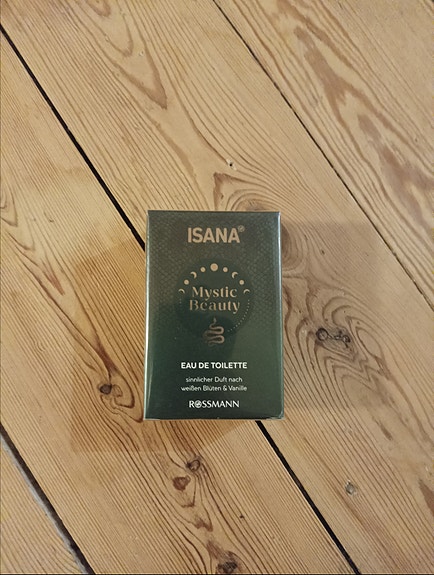 ISANA
Mystic
Beauty
EAU DE TOILETTE
sinnlicher Duft nach
weißen Blüten & Vanille
ROSSMANN